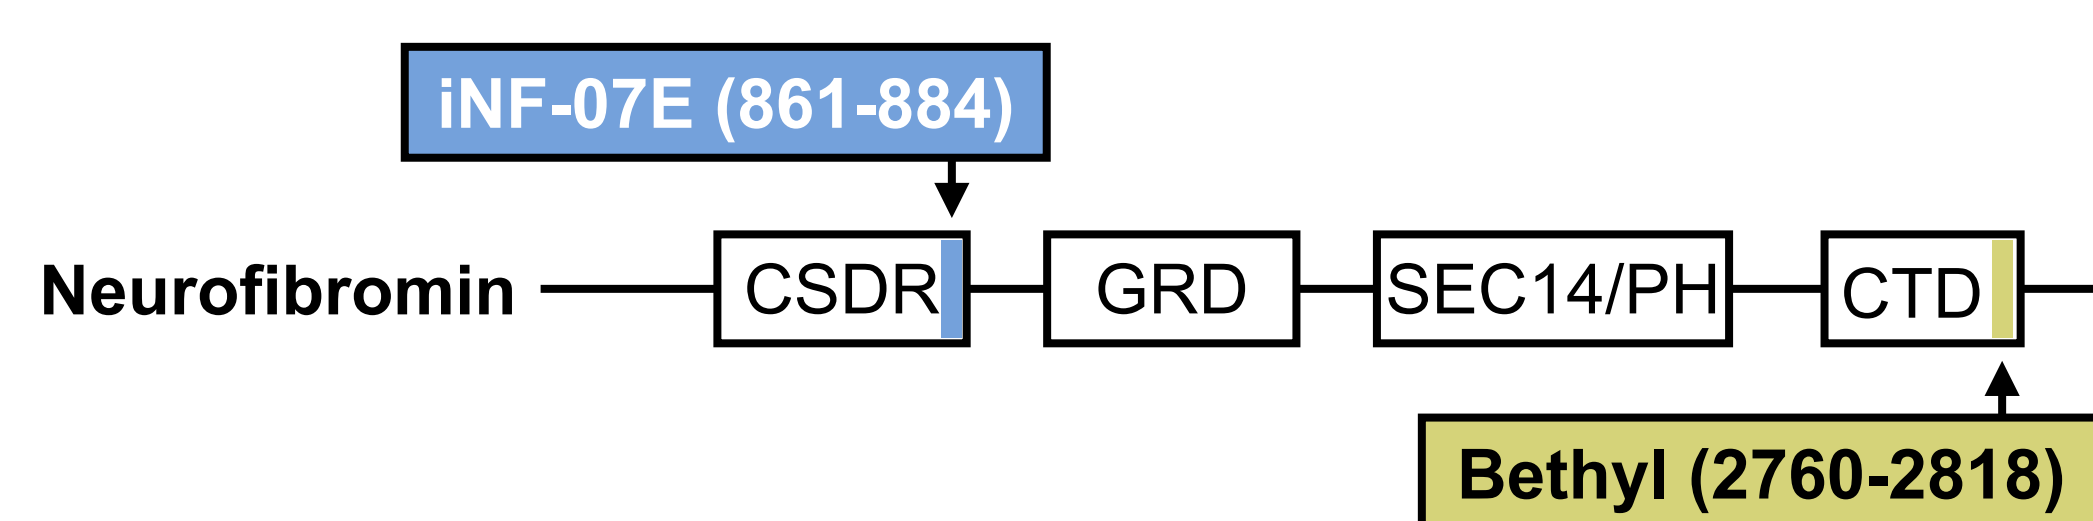 iNF-07E (861-884)
Neurofibromin CSDR GRD SEC14/PH CTD
Bethyl (2760-2818)